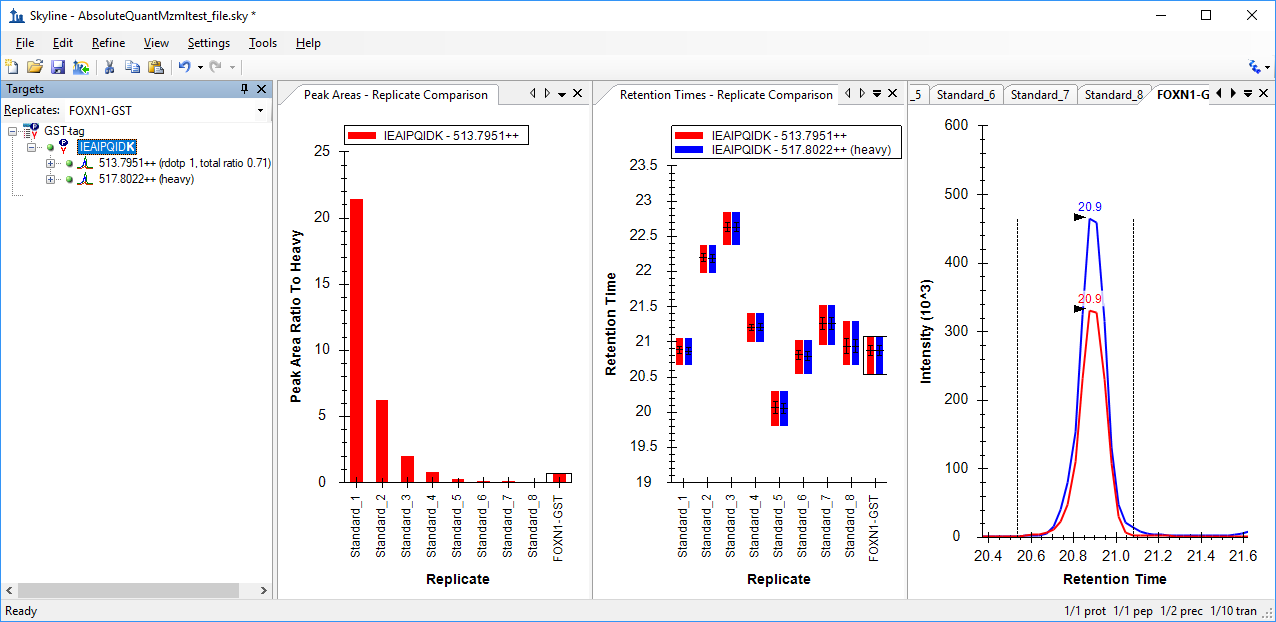 Skyline - AbsoluteQuantMzmltest_file.sky *
File Edit Refine View Settings Tools Help
Targets
Replicates: FOXN1-GST
GST-tag
IEAIPQIDK
513.7951++ (rdotp 1, total ratio 0.71)
517.8022++ (heavy)
Peak Areas - Replicate Comparison
IEAIPQIDK - 513.7951++
25
20
15
10
5
0
Peak Area Ratio To Heavy
Standard_1
Standard_2
Standard_3
Standard_4
Standard_5
Standard_6
Standard_7
Standard_8
FOXN1-GST
Replicate
Retention Times - Replicate Comparison
IEAIPQIDK - 513.7951++
IEAIPQIDK - 517.8022++ (heavy)
23.5
23
22.5
22
21.5
21
20.5
20
19.5
19
Retention Time
Standard_1
Standard_2
Standard_3
Standard_4
Standard_5
Standard_6
Standard_7
Standard_8
FOXN1-GST
Replicate
_5 Standard_6 Standard_7 Standard_8 FOXN1-G
600
500
400
300
200
100
0
Intensity (10^3)
20.9
20.9
20.4 20.6 20.8 21.0 21.2 21.4 21.6
Retention Time
Ready
1/1 prot 1/1 pep 1/2 prec 1/10 tran